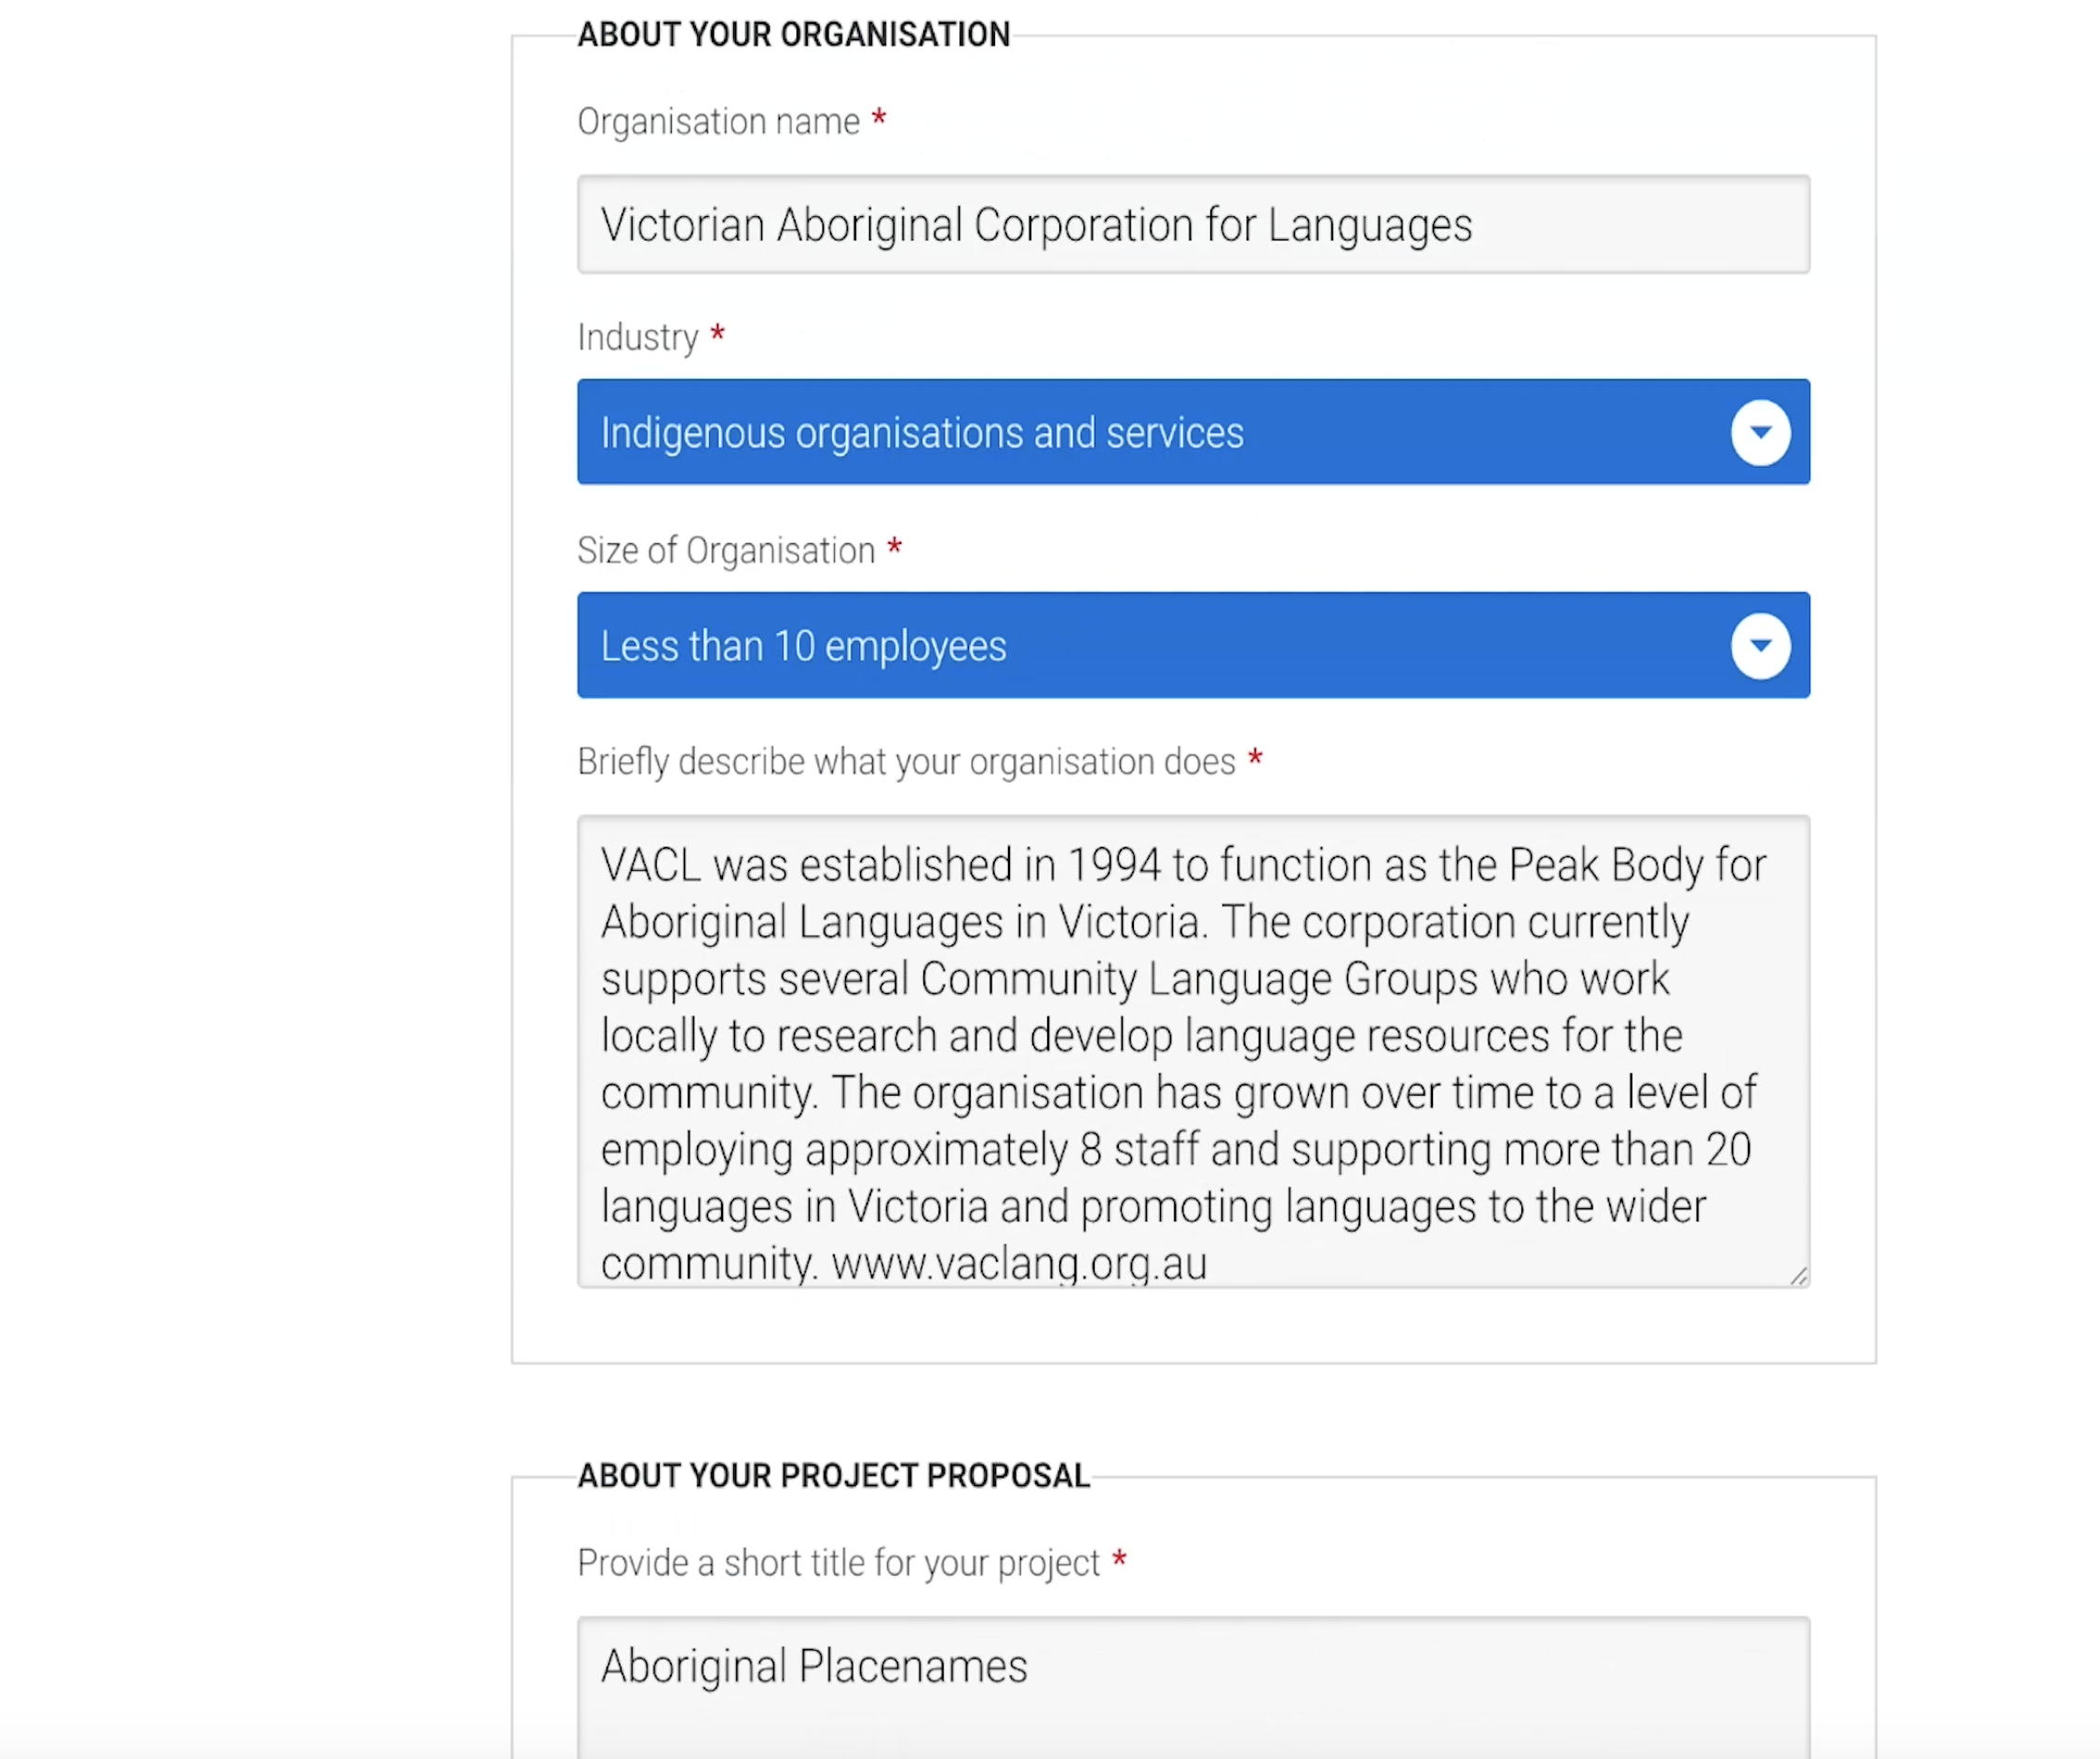 ABOUT YOUR ORGANISATION
Organisation name *
Victorian Aboriginal Corporation for Languages
Industry *
Indigenous organisations and services
Size of Organisation *
Less than 10 employees
Briefly describe what your organisation does *
VACL was established in 1994 to function as the Peak Body for
Aboriginal Languages in Victoria. The corporation currently
supports several Community Language Groups who work
locally to research and develop language resources for the
community. The organisation has grown over time to a level of
employing approximately 8 staff and supporting more than 20
languages in Victoria and promoting languages to the wider
community. www.vaclang.org.au
ABOUT YOUR PROJECT PROPOSAL
Provide a short title for your project *
Aboriginal Placenames